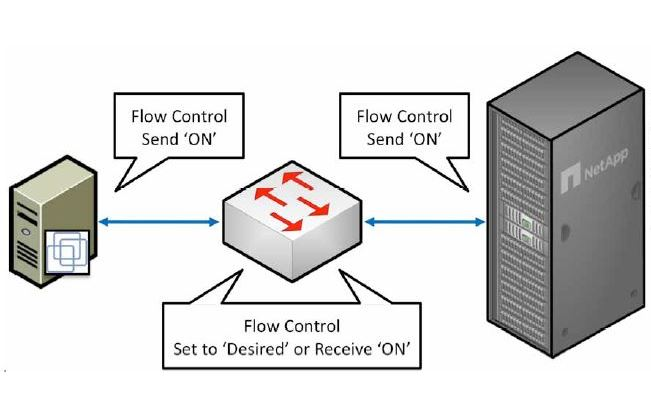 Flow Control
Send ‘ON’
Flow Control
Send ‘ON’
NetApp
Flow Control
Set to ‘Desired’ or Receive ‘ON’